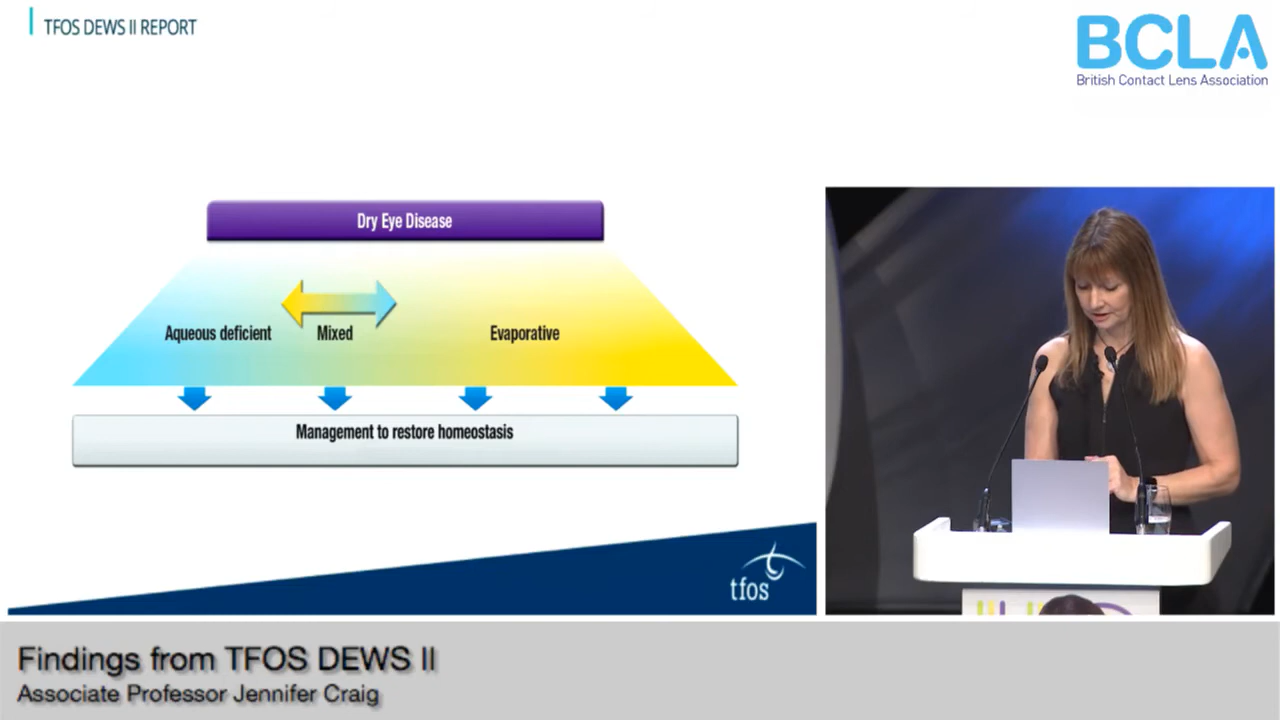 TFOS DEWS II REPORT
BCLA
British Contact Lens Association
Dry Eye Disease
Aqueous deficient
Mixed
Evaporative
Management to restore homeostasis
tfos
Findings from TFOS DEWS II
Associate Professor Jennifer Craig